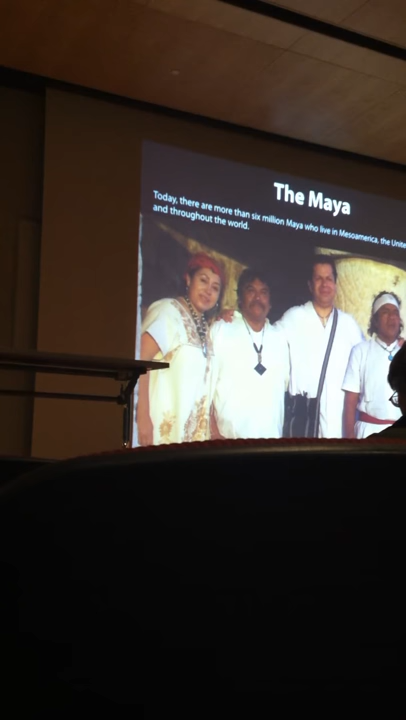 The Maya
Today, there are more than six million Maya who live in Mesoamerica, the
and throughout the world.